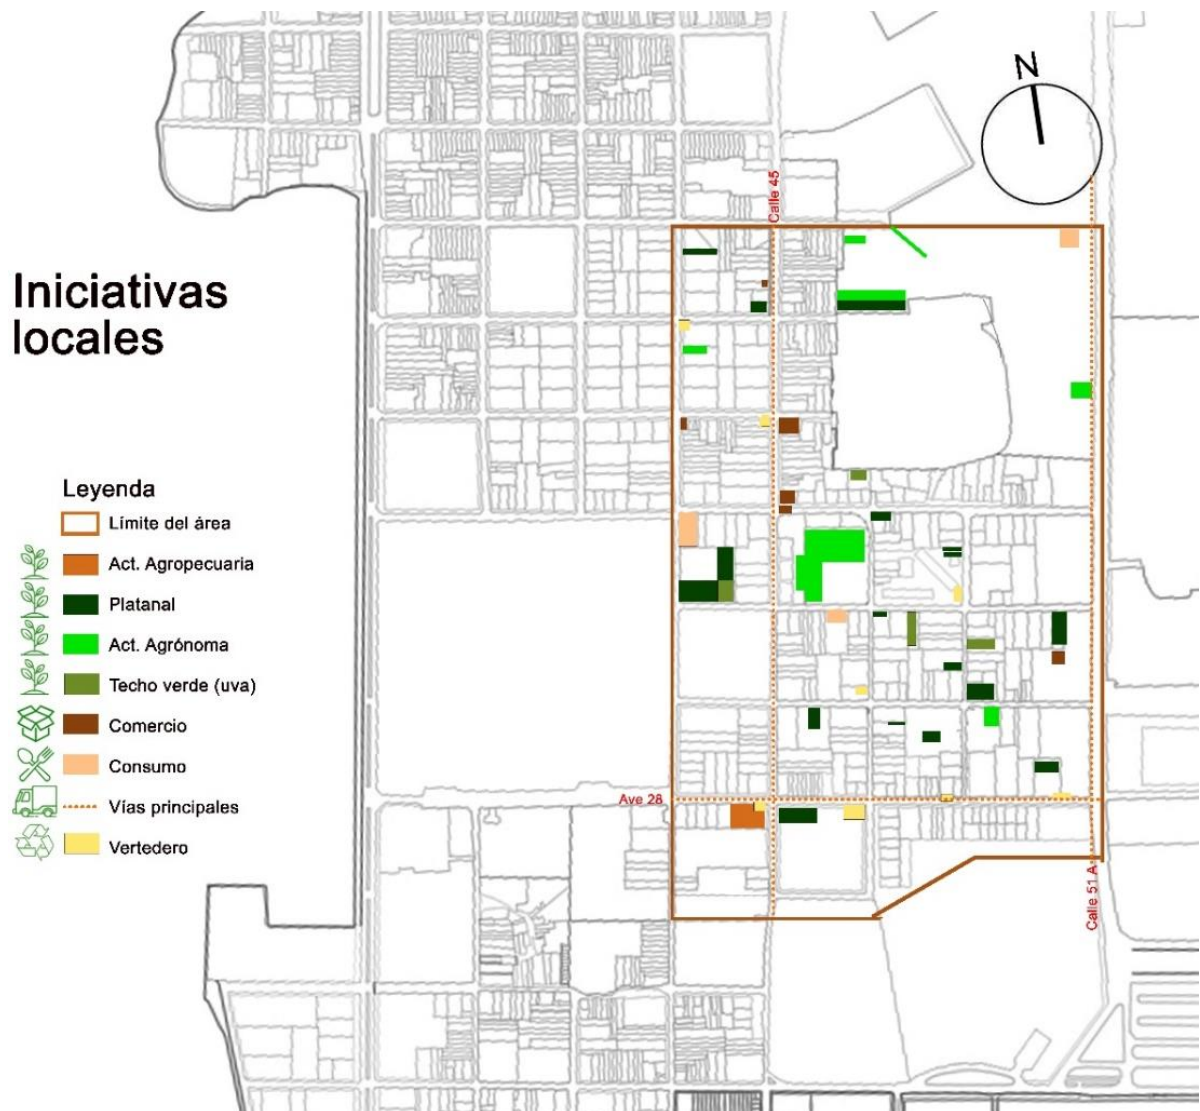 N
Calle 45
Iniciativas
locales
Leyenda
Límite del área
Act. Agropecuaria
Platanal
Act. Agrónoma
Techo verde (uva)
Comercio
Consumo
Vías principales
Vertedero
Ave 28
Calle 51 A